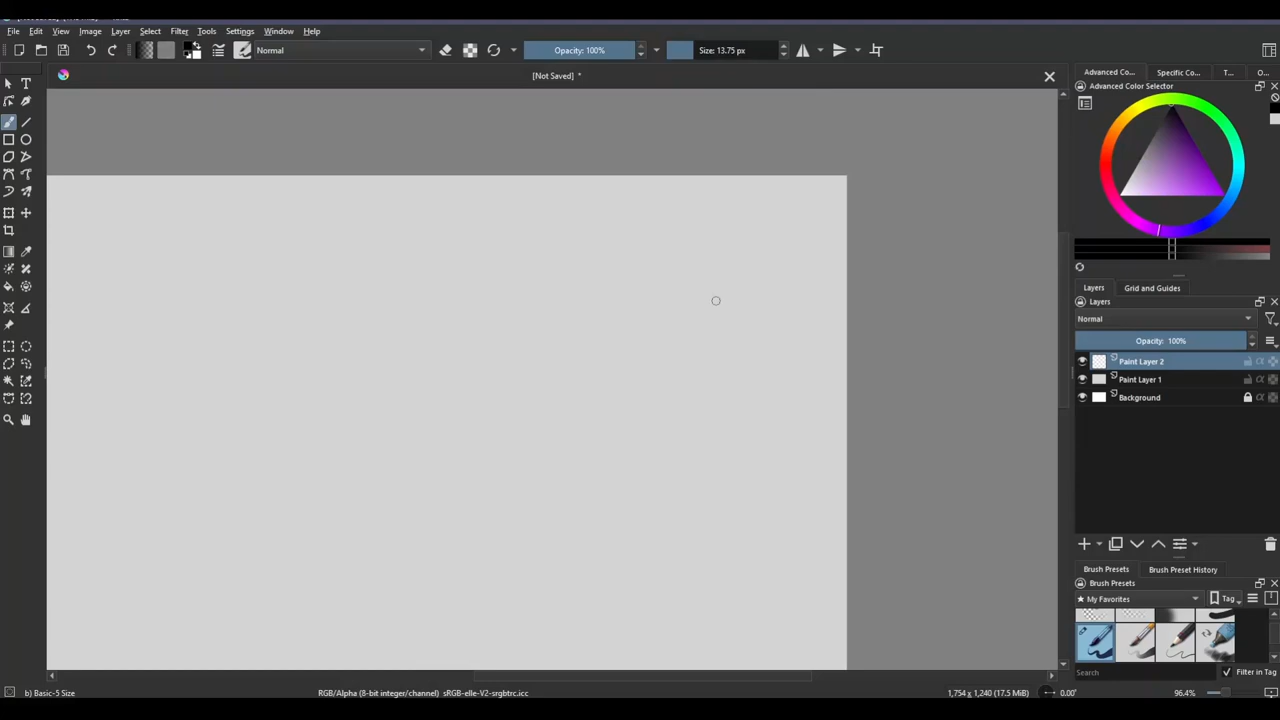 File Edit View Image Layer Select Filter Tools Settings Window Help
Normal
Opacity: 100%
Size: 13.75 px
[Not Saved] *
Advanced Co... Specific Co... T... O...
Advanced Color Selector
Layers Grid and Guides
Layers
Normal
Opacity: 100%
Paint Layer 2
Paint Layer 1
Background
Brush Presets Brush Preset History
Brush Presets
★ My Favorites Tag
Search Filter in Tag
b) Basic-5 Size RGB/Alpha (8-bit integer/channel) sRGB-elle-V2-srgbtrc.icc 1,754 x 1,240 (17.5 MiB) 0.00° 96.4%